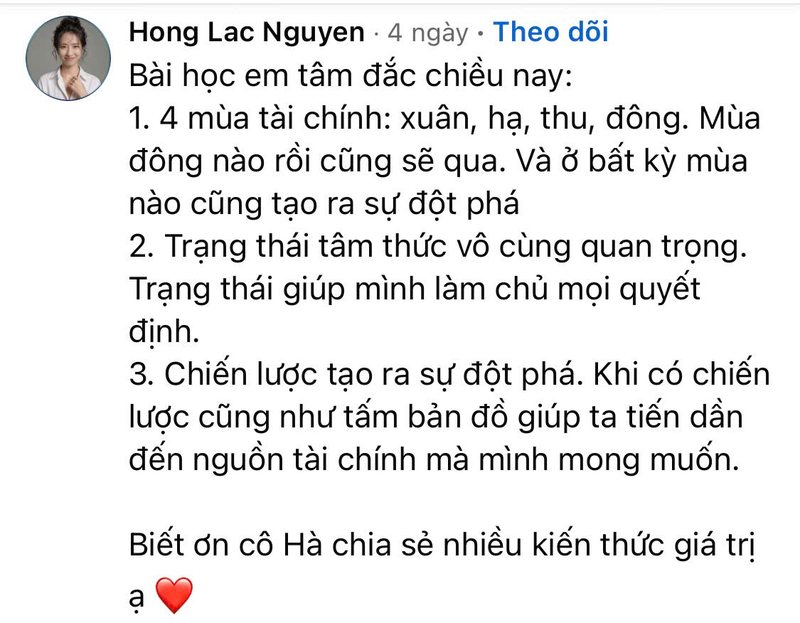 Hong Lac Nguyen · 4 ngày · Theo dõi
Bài học em tâm đắc chiều nay:
1. 4 mùa tài chính: xuân, hạ, thu, đông. Mùa
đông nào rồi cũng sẽ qua. Và ở bất kỳ mùa
nào cũng tạo ra sự đột phá
2. Trạng thái tâm thức vô cùng quan trọng.
Trạng thái giúp mình làm chủ mọi quyết
định.
3. Chiến lược tạo ra sự đột phá. Khi có chiến
lược cũng như tấm bản đồ giúp ta tiến dần
đến nguồn tài chính mà mình mong muốn.
Biết ơn cô Hà chia sẻ nhiều kiến thức giá trị
ạ ❤️